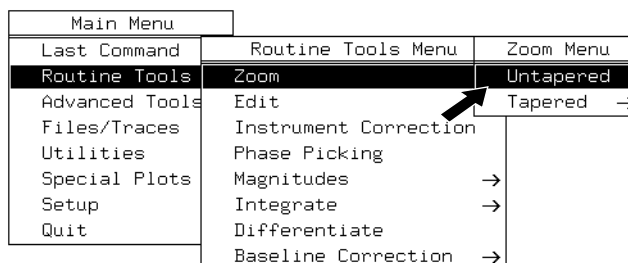 Main Menu
Last Command
Routine Tools
Advanced Tools
Files/Traces
Utilities
Special Plots
Setup
Quit
Routine Tools Menu
Zoom
Edit
Instrument Correction
Phase Picking
Magnitudes →
Integrate →
Differentiate
Baseline Correction →
Zoom Menu
Untapered
Tapered →